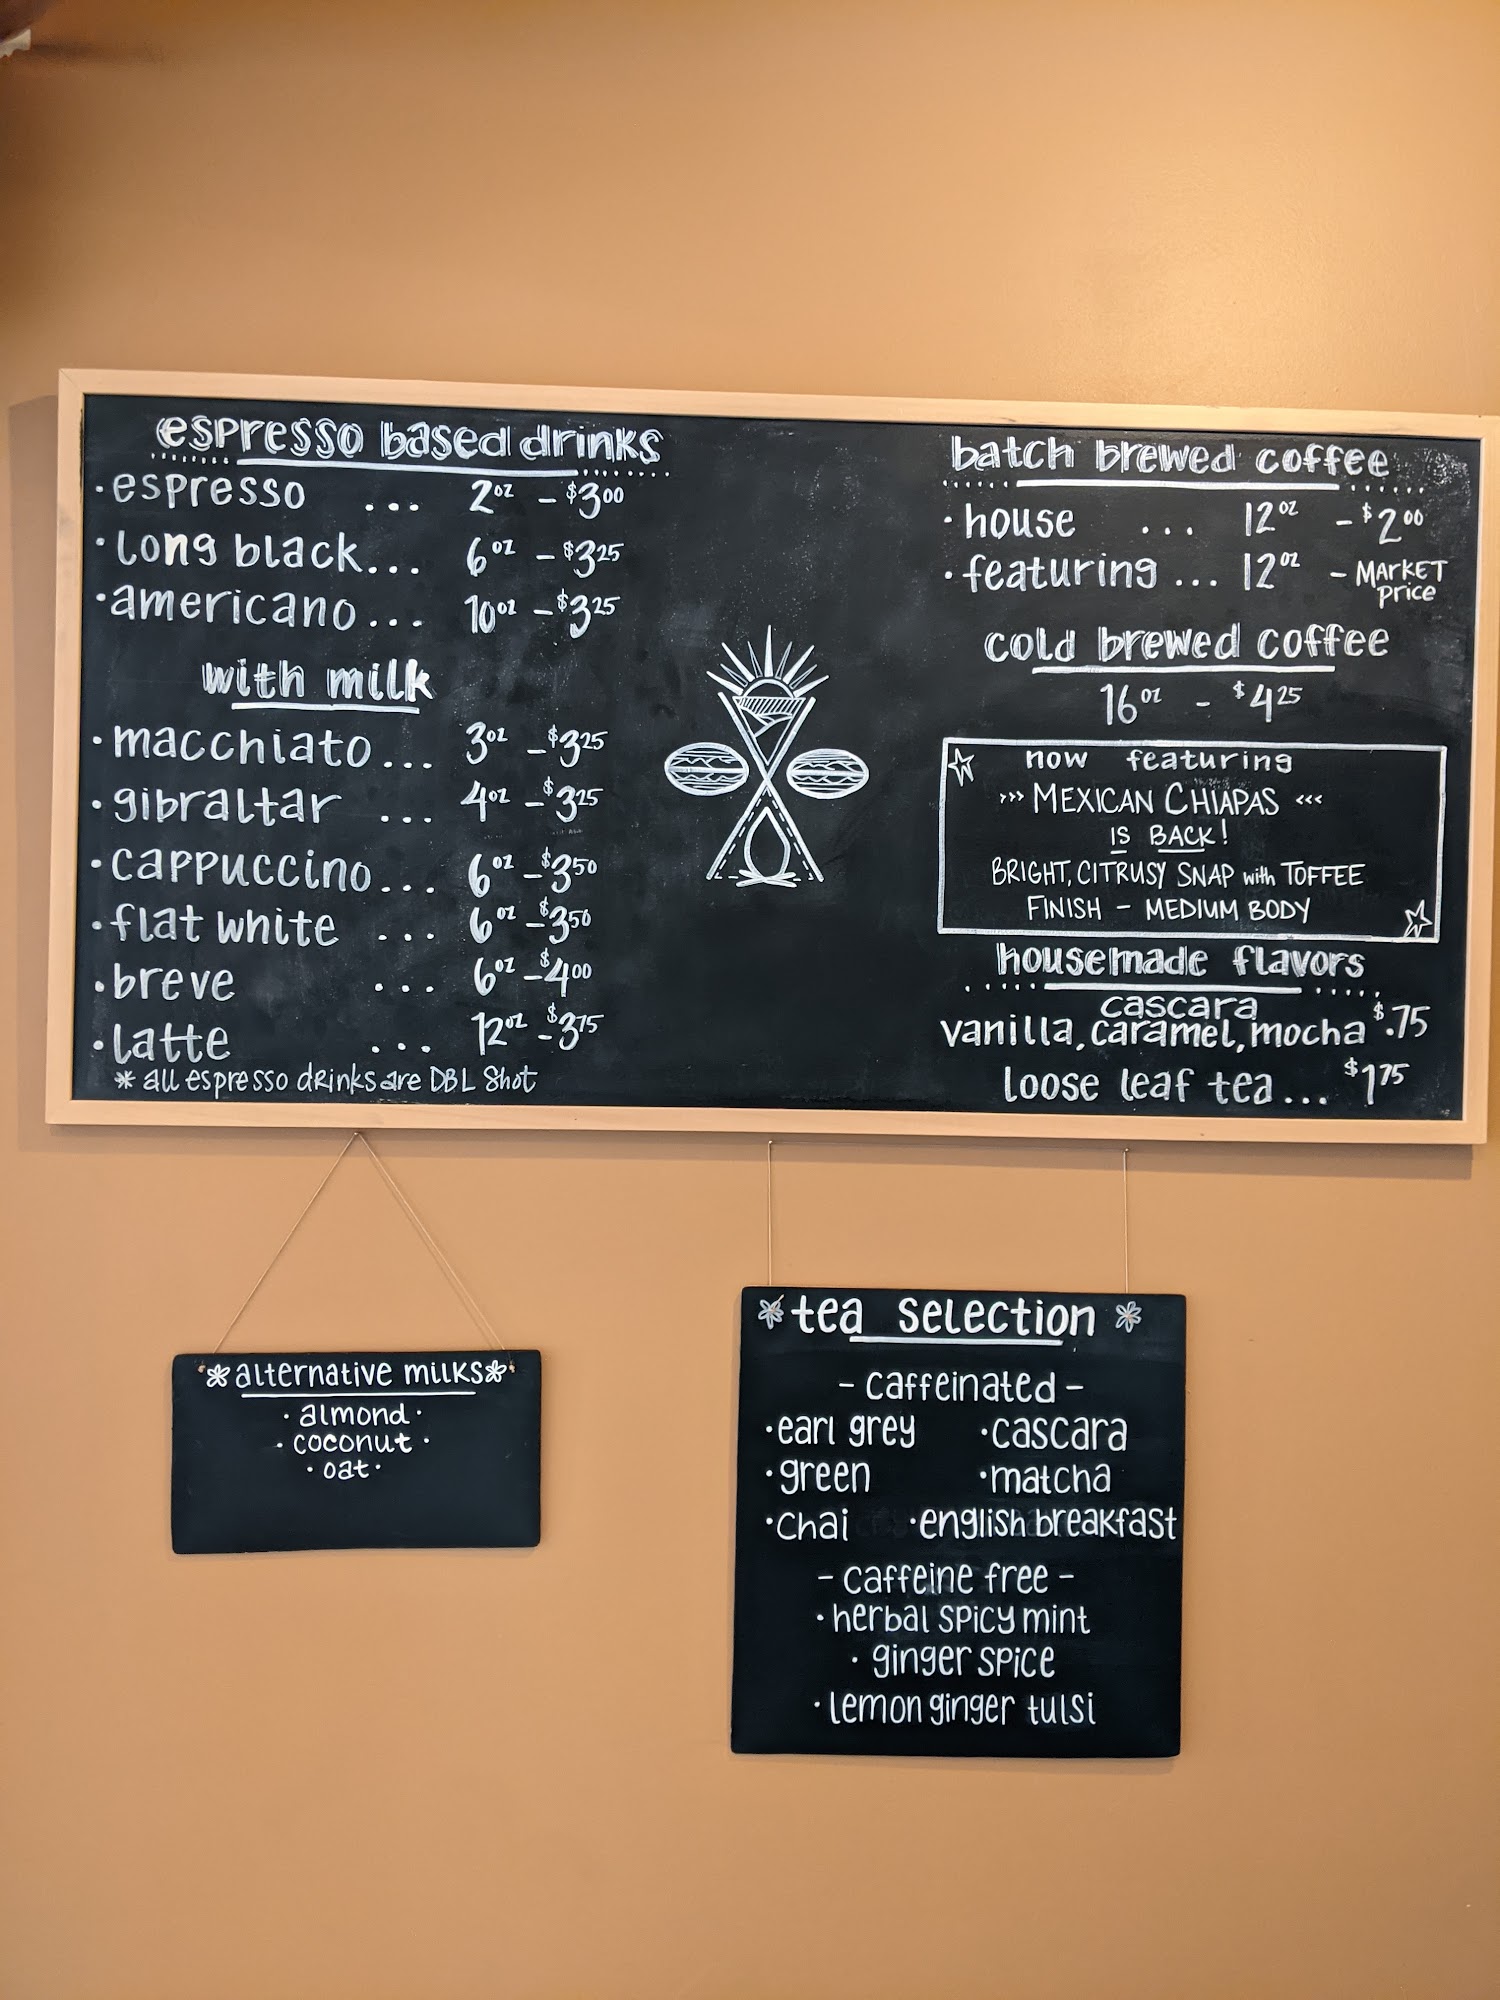 espresso based drinks
·espresso ... 2oz - $3.00
·long black... 6oz - $3.25
·americano... 10oz - $3.25
with milk
·macchiato... 3oz - $3.25
·gibraltar ... 4oz - $3.25
·cappuccino... 6oz - $3.50
·flat white ... 6oz - $3.50
·breve ... 6oz - $4.00
·latte ... 12oz - $3.75
* all espresso drinks are DBL Shot
batch brewed coffee
·house ... 12oz - $2.00
·featuring ... 12oz - MARKET price
cold brewed coffee
16oz - $4.25
now featuring
>>> MEXICAN CHIAPAS <<<
IS BACK!
BRIGHT, CITRUSY SNAP with TOFFEE
FINISH - MEDIUM BODY
housemade flavors
cascara
vanilla, caramel, mocha $.75
loose leaf tea... $1.75
*alternative milks*
· almond ·
· coconut ·
· oat ·
* tea selection *
- caffeinated -
·earl grey ·cascara
·green ·matcha
·chai ·english breakfast
- caffeine free -
·herbal spicy mint
· ginger spice
·lemon ginger tulsi